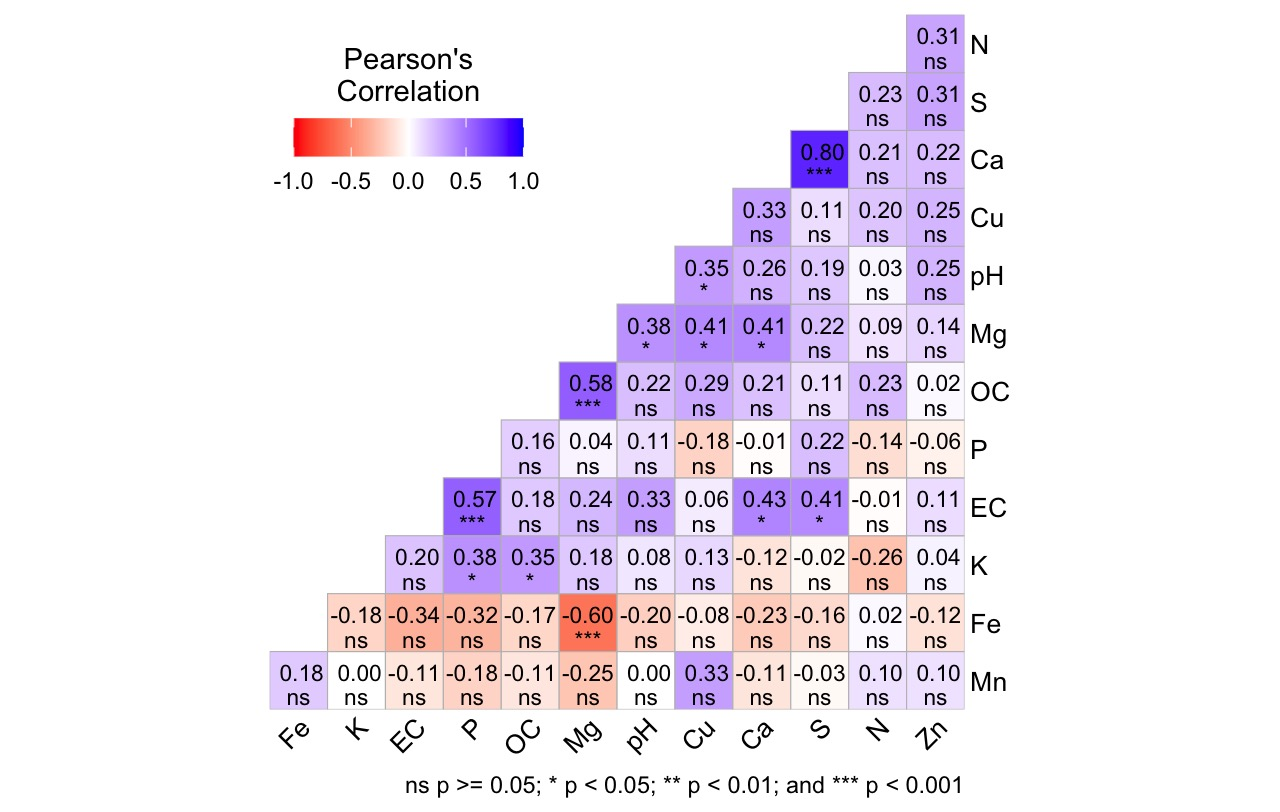 Pearson's
Correlation
-1.0 -0.5 0.0 0.5 1.0
0.31 N
ns
0.23 0.31 S
ns ns
0.80 0.21 0.22 Ca
*** ns ns
0.33 0.11 0.20 0.25 Cu
ns ns ns ns
0.35 0.26 0.19 0.03 0.25 pH
* ns ns ns ns
0.38 0.41 0.41 0.22 0.09 0.14 Mg
* * * ns ns ns
0.58 0.22 0.29 0.21 0.11 0.23 0.02 OC
*** ns ns ns ns ns ns
0.16 0.04 0.11 -0.18 -0.01 0.22 -0.14 -0.06 P
ns ns ns ns ns ns ns ns
0.57 0.18 0.24 0.33 0.06 0.43 0.41 -0.01 0.11 EC
*** ns ns ns ns * * ns ns
0.20 0.38 0.35 0.18 0.08 0.13 -0.12 -0.02 -0.26 0.04 K
ns * * ns ns ns ns ns ns ns
-0.18 -0.34 -0.32 -0.17 -0.60 -0.20 -0.08 -0.23 -0.16 0.02 -0.12 Fe
ns ns ns ns *** ns ns ns ns ns ns
0.18 0.00 -0.11 -0.18 -0.11 -0.25 0.00 0.33 -0.11 -0.03 0.10 0.10 Mn
ns ns ns ns ns ns ns ns ns ns ns ns
Fe K EC P OC Mg pH Cu Ca S N Zn
ns p >= 0.05; * p < 0.05; ** p < 0.01; and *** p < 0.001